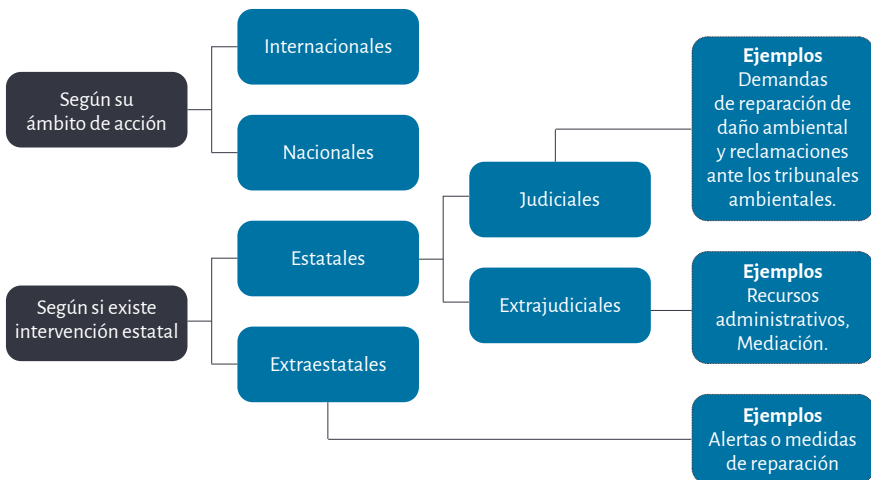 Según su
ámbito de acción
Internacionales
Nacionales
Según si existe
intervención estatal
Estatales
Extraestatales
Judiciales
Extrajudiciales
Ejemplos
Demandas
de reparación de
daño ambiental
y reclamaciones
ante los tribunales
ambientales.
Ejemplos
Recursos
administrativos,
Mediación.
Ejemplos
Alertas o medidas
de reparación